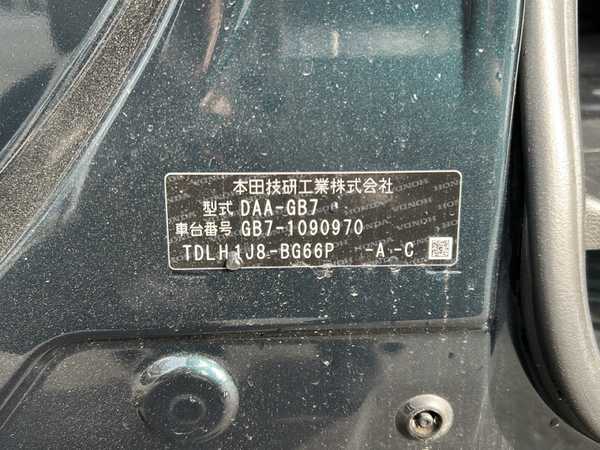 本田技研工業株式会社
型式 DAA-GB7
車台番号 GB7-1090970
TDLH1J8-BG66P -A -C